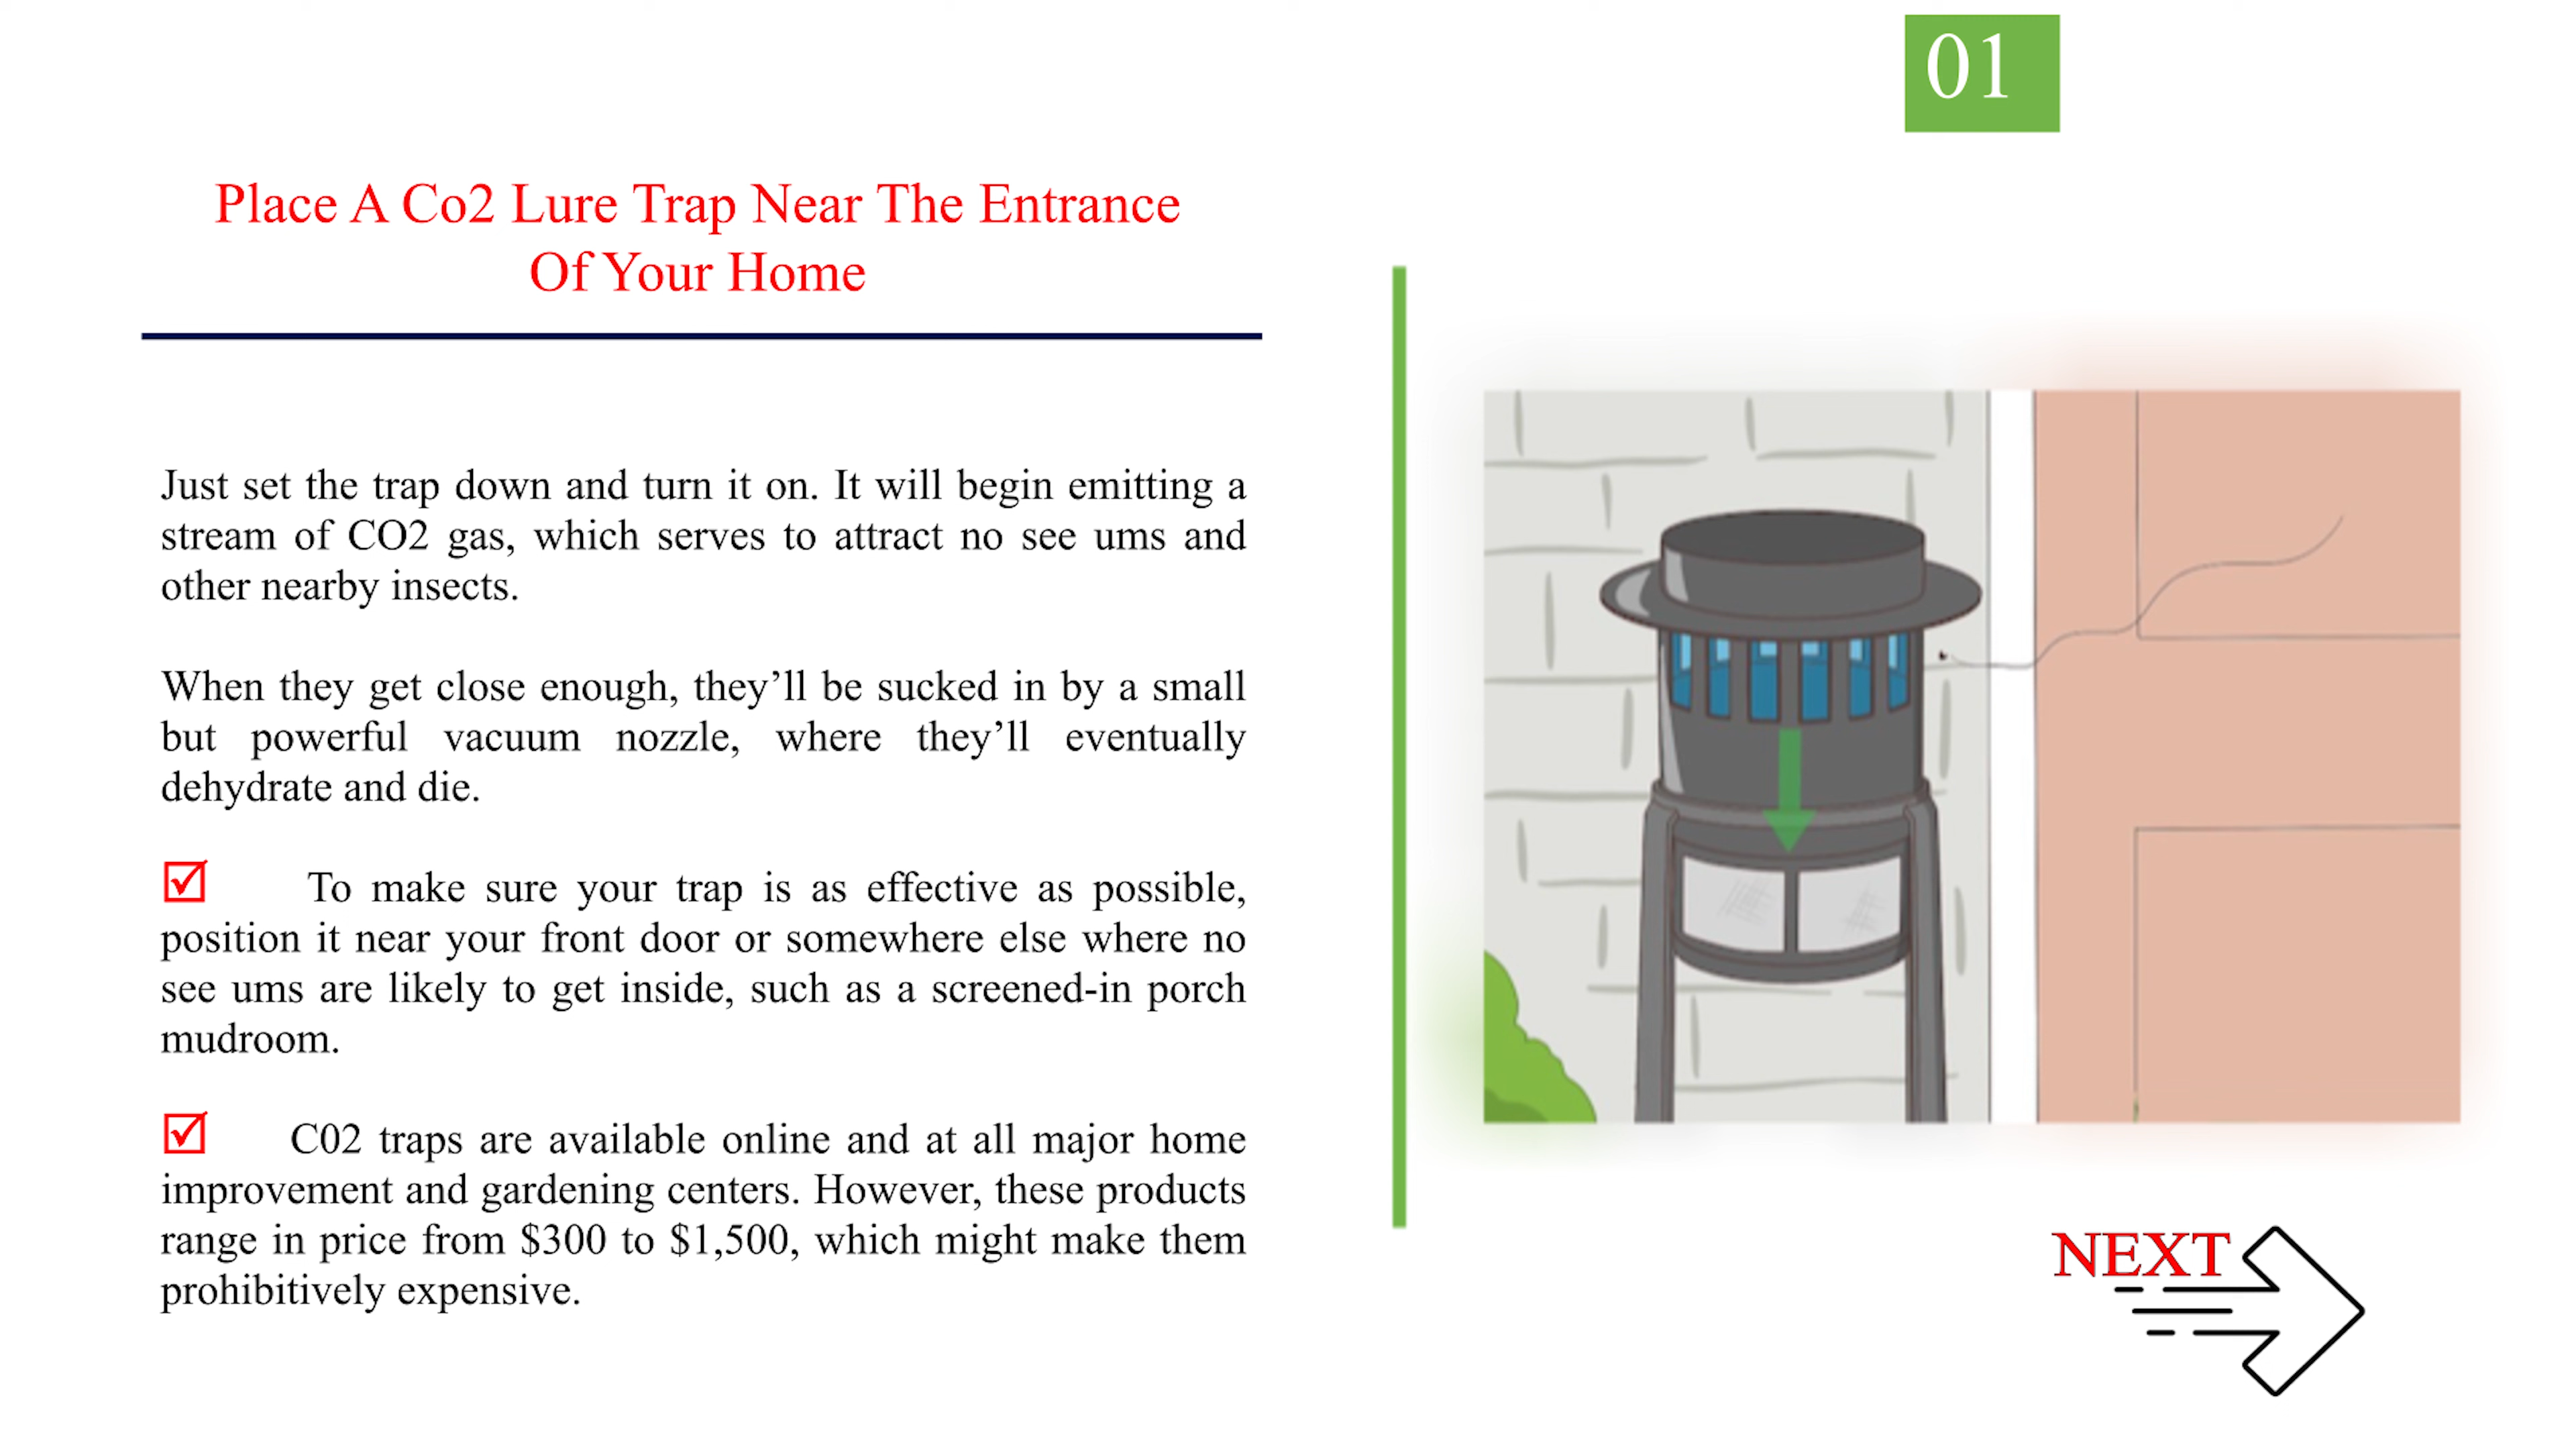 01
Place A Co2 Lure Trap Near The Entrance
Of Your Home
Just set the trap down and turn it on. It will begin emitting a
stream of CO2 gas, which serves to attract no see ums and
other nearby insects.
When they get close enough, they’ll be sucked in by a small
but powerful vacuum nozzle, where they’ll eventually
dehydrate and die.
To make sure your trap is as effective as possible,
position it near your front door or somewhere else where no
see ums are likely to get inside, such as a screened-in porch
mudroom.
C02 traps are available online and at all major home
improvement and gardening centers. However, these products
range in price from $300 to $1,500, which might make them
prohibitively expensive.
NEXT